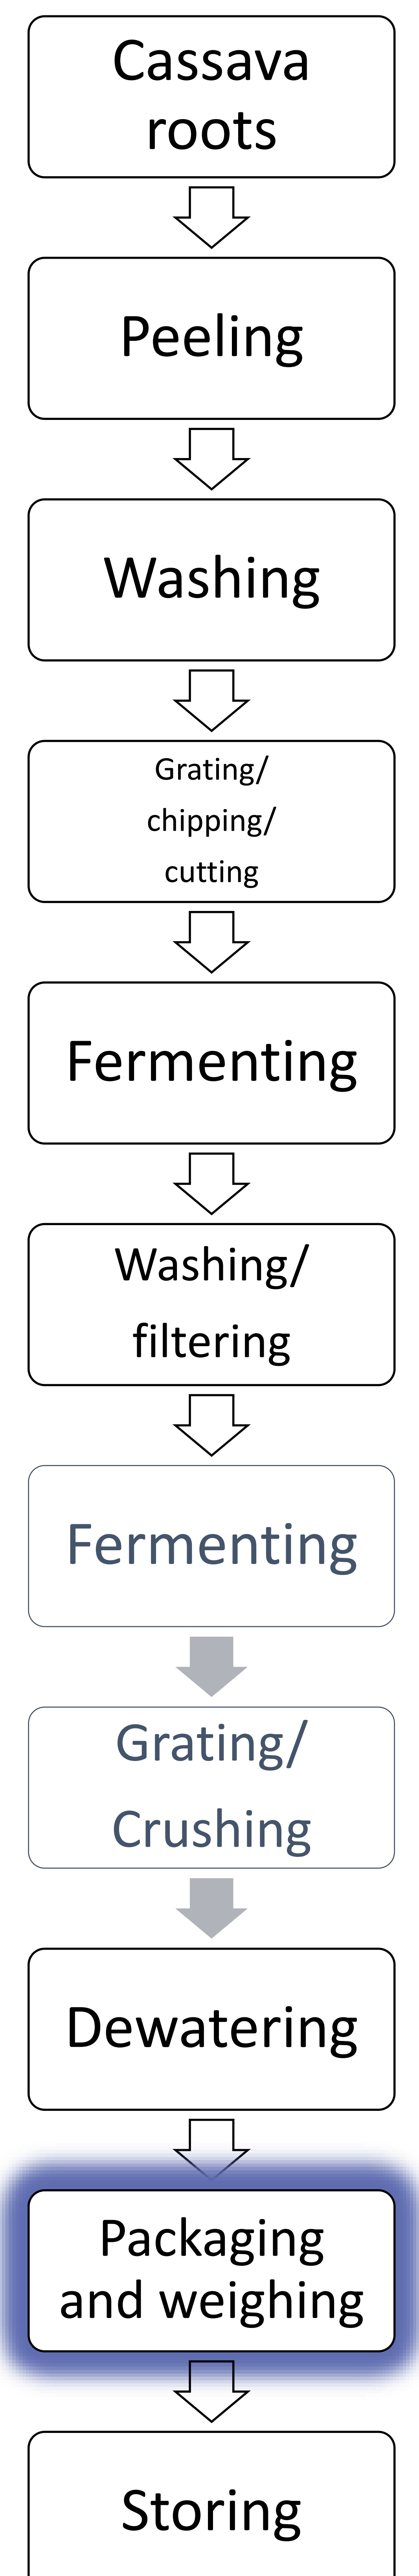 Cassava
roots
Peeling
Washing
Grating/
chipping/
cutting
Fermenting
Washing/
filtering
Fermenting
Grating/
Crushing
Dewatering
Packaging
and weighing
Storing